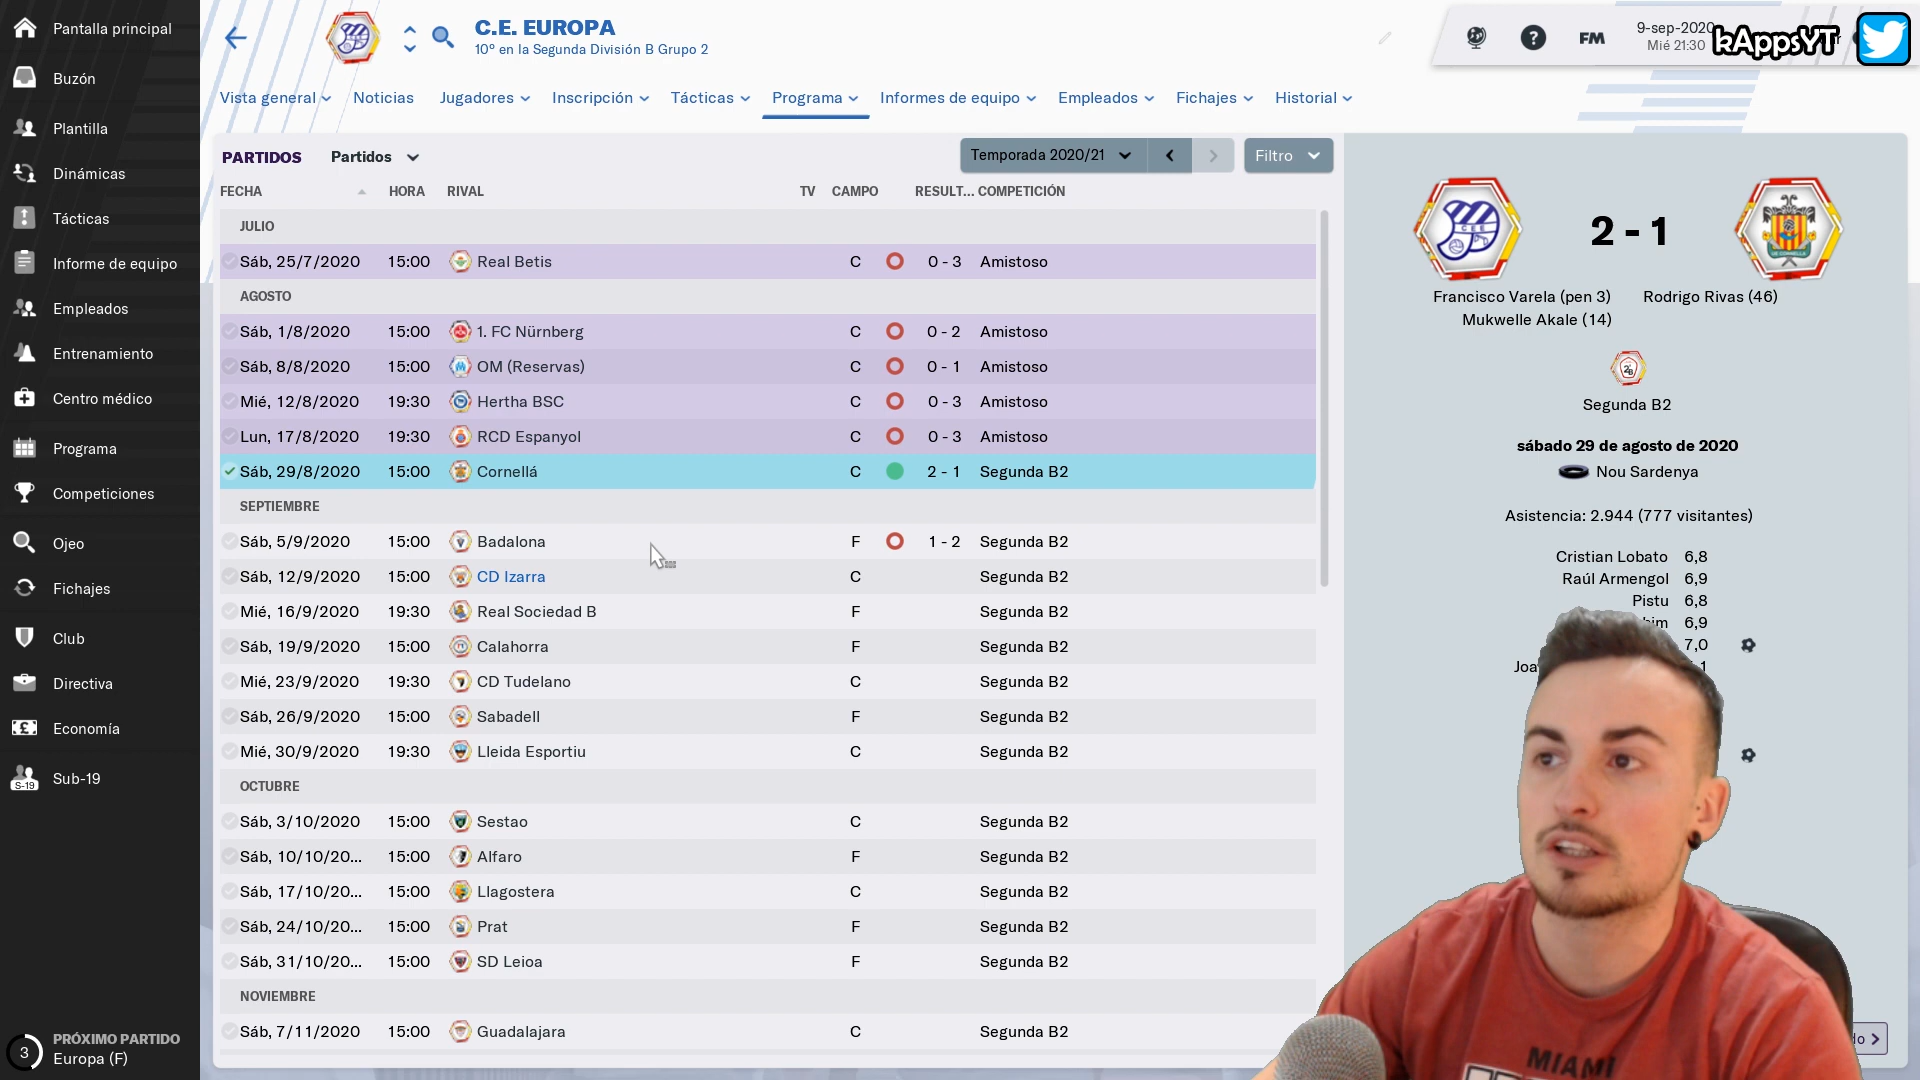 Pantalla principal
Buzón
Plantilla
Dinámicas
Tácticas
Informe de equipo
Empleados
Entrenamiento
Centro médico
Programa
Competiciones
Ojeo
Fichajes
Club
Directiva
Economía
S-19 Sub-19
3 PRÓXIMO PARTIDO
Europa (F)
C.E. EUROPA
10º en la Segunda División B Grupo 2
FM
9-sep-2020
Mié 21:30
kAppsYT
Vista general Noticias Jugadores Inscripción Tácticas Programa Informes de equipo Empleados Fichajes Historial
PARTIDOS Partidos Temporada 2020/21 Filtro
FECHA HORA RIVAL TV CAMPO RESULT... COMPETICIÓN
JULIO
Sáb, 25/7/2020 15:00 Real Betis C 0 - 3 Amistoso
AGOSTO
Sáb, 1/8/2020 15:00 1. FC Nürnberg C 0 - 2 Amistoso
Sáb, 8/8/2020 15:00 OM (Reservas) C 0 - 1 Amistoso
Mié, 12/8/2020 19:30 Hertha BSC C 0 - 3 Amistoso
Lun, 17/8/2020 19:30 RCD Espanyol C 0 - 3 Amistoso
Sáb, 29/8/2020 15:00 Cornellá C 2 - 1 Segunda B2
SEPTIEMBRE
Sáb, 5/9/2020 15:00 Badalona F 1 - 2 Segunda B2
Sáb, 12/9/2020 15:00 CD Izarra C Segunda B2
Mié, 16/9/2020 19:30 Real Sociedad B F Segunda B2
Sáb, 19/9/2020 15:00 Calahorra F Segunda B2
Mié, 23/9/2020 19:30 CD Tudelano C Segunda B2
Sáb, 26/9/2020 15:00 Sabadell F Segunda B2
Mié, 30/9/2020 19:30 Lleida Esportiu C Segunda B2
OCTUBRE
Sáb, 3/10/2020 15:00 Sestao C Segunda B2
Sáb, 10/10/20... 15:00 Alfaro F Segunda B2
Sáb, 17/10/20... 15:00 Llagostera C Segunda B2
Sáb, 24/10/20... 15:00 Prat F Segunda B2
Sáb, 31/10/20... 15:00 SD Leioa F Segunda B2
NOVIEMBRE
Sáb, 7/11/2020 15:00 Guadalajara C Segunda B2
2 - 1
Francisco Varela (pen 3) Rodrigo Rivas (46)
Mukwelle Akale (14)
Segunda B2
sábado 29 de agosto de 2020
Nou Sardenya
Asistencia: 2.944 (777 visitantes)
Cristian Lobato 6,8
Raúl Armengol 6,9
Pistu 6,8
6,9
7,0
MIAMI